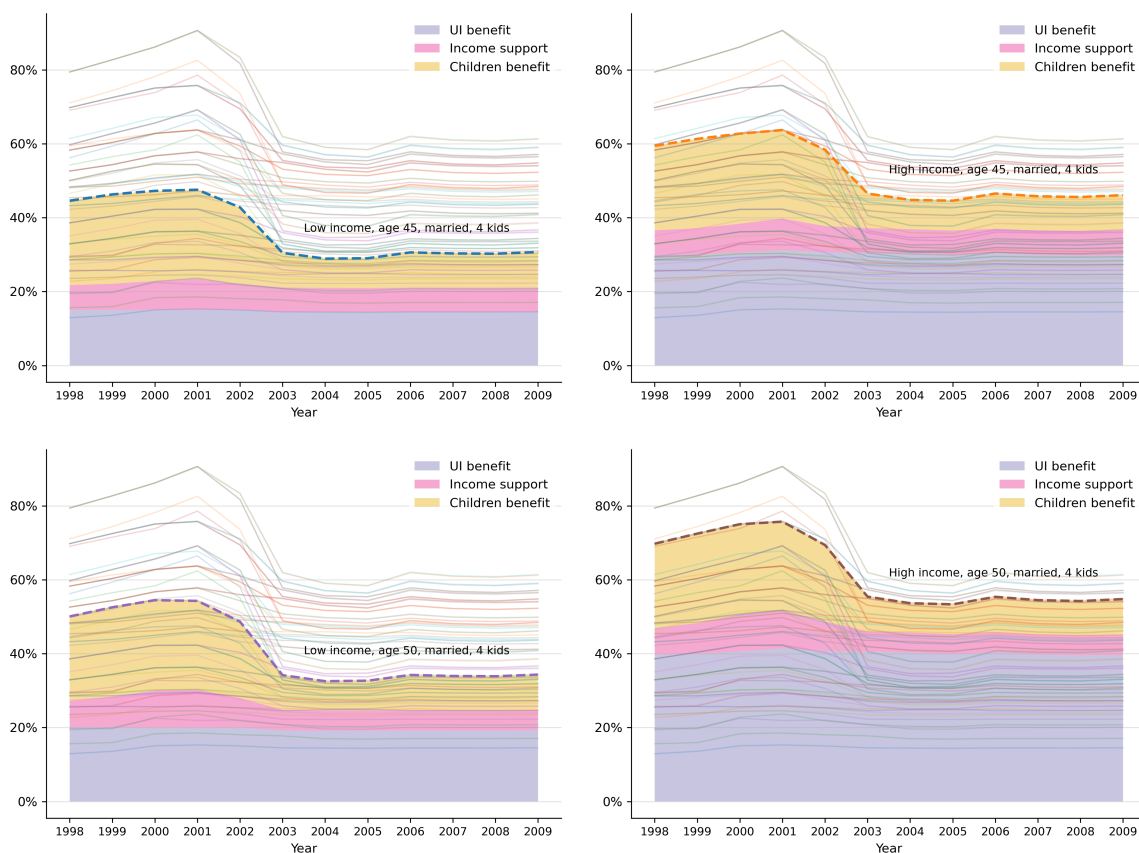 UI benefit
Income support
Children benefit
80%
60%
40%
20%
0%
Low income, age 45, married, 4 kids
1998 1999 2000 2001 2002 2003 2004 2005 2006 2007 2008 2009
Year
UI benefit
Income support
Children benefit
80%
60%
40%
20%
0%
High income, age 45, married, 4 kids
1998 1999 2000 2001 2002 2003 2004 2005 2006 2007 2008 2009
Year
UI benefit
Income support
Children benefit
80%
60%
40%
20%
0%
Low income, age 50, married, 4 kids
1998 1999 2000 2001 2002 2003 2004 2005 2006 2007 2008 2009
Year
UI benefit
Income support
Children benefit
80%
60%
40%
20%
0%
High income, age 50, married, 4 kids
1998 1999 2000 2001 2002 2003 2004 2005 2006 2007 2008 2009
Year